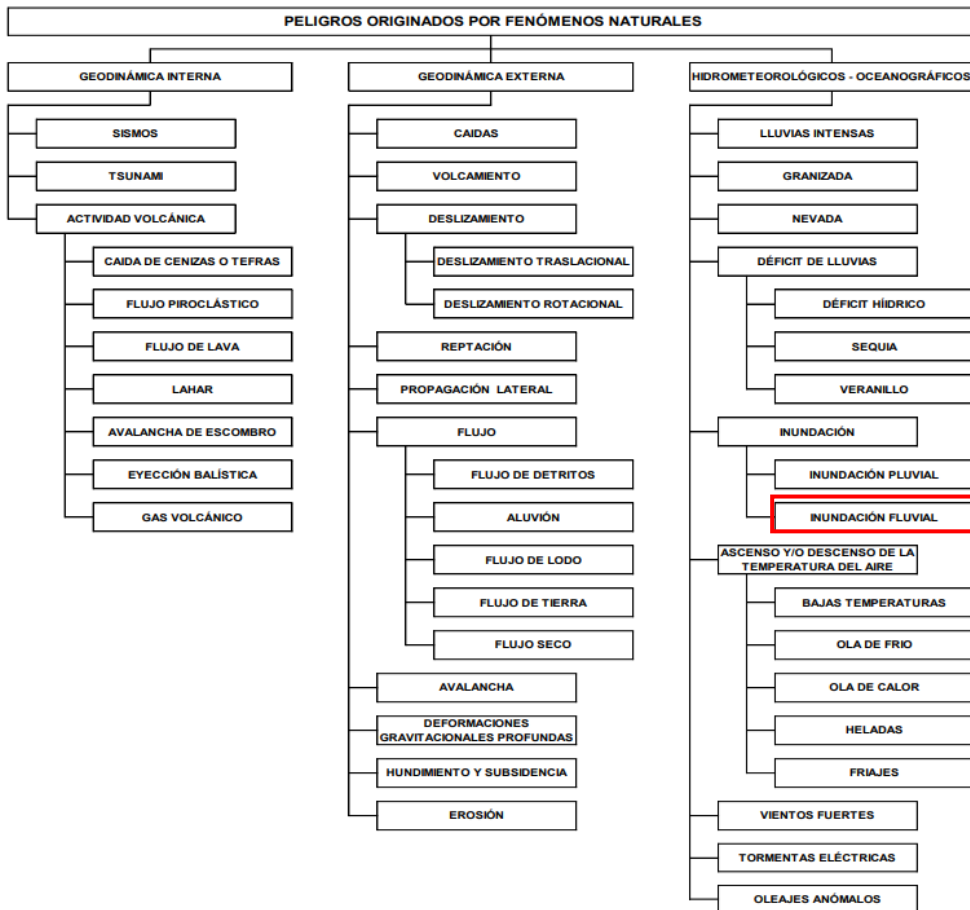 PELIGROS ORIGINADOS POR FENÓMENOS NATURALES
GEODINÁMICA INTERNA
SISMOS
TSUNAMI
ACTIVIDAD VOLCÁNICA
CAIDA DE CENIZAS O TEFRAS
FLUJO PIROCLÁSTICO
FLUJO DE LAVA
LAHAR
AVALANCHA DE ESCOMBRO
EYECCIÓN BALÍSTICA
GAS VOLCÁNICO
GEODINÁMICA EXTERNA
CAIDAS
VOLCAMIENTO
DESLIZAMIENTO
DESLIZAMIENTO TRASLACIONAL
DESLIZAMIENTO ROTACIONAL
REPTACIÓN
PROPAGACIÓN LATERAL
FLUJO
FLUJO DE DETRITOS
ALUVIÓN
FLUJO DE LODO
FLUJO DE TIERRA
FLUJO SECO
AVALANCHA
DEFORMACIONES
GRAVITACIONALES PROFUNDAS
HUNDIMIENTO Y SUBSIDENCIA
EROSIÓN
HIDROMETEOROLÓGICOS - OCEANOGRÁFICOS
LLUVIAS INTENSAS
GRANIZADA
NEVADA
DÉFICIT DE LLUVIAS
DÉFICIT HÍIDRICO
SEQUIA
VERANILLO
INUNDACIÓN
INUNDACIÓN PLUVIAL
INUNDACIÓN FLUVIAL
ASCENSO Y/O DESCENSO DE LA
TEMPERATURA DEL AIRE
BAJAS TEMPERATURAS
OLA DE FRIO
OLA DE CALOR
HELADAS
FRIAJES
VIENTOS FUERTES
TORMENTAS ELÉCTRICAS
OLEAJES ANÓMALOS